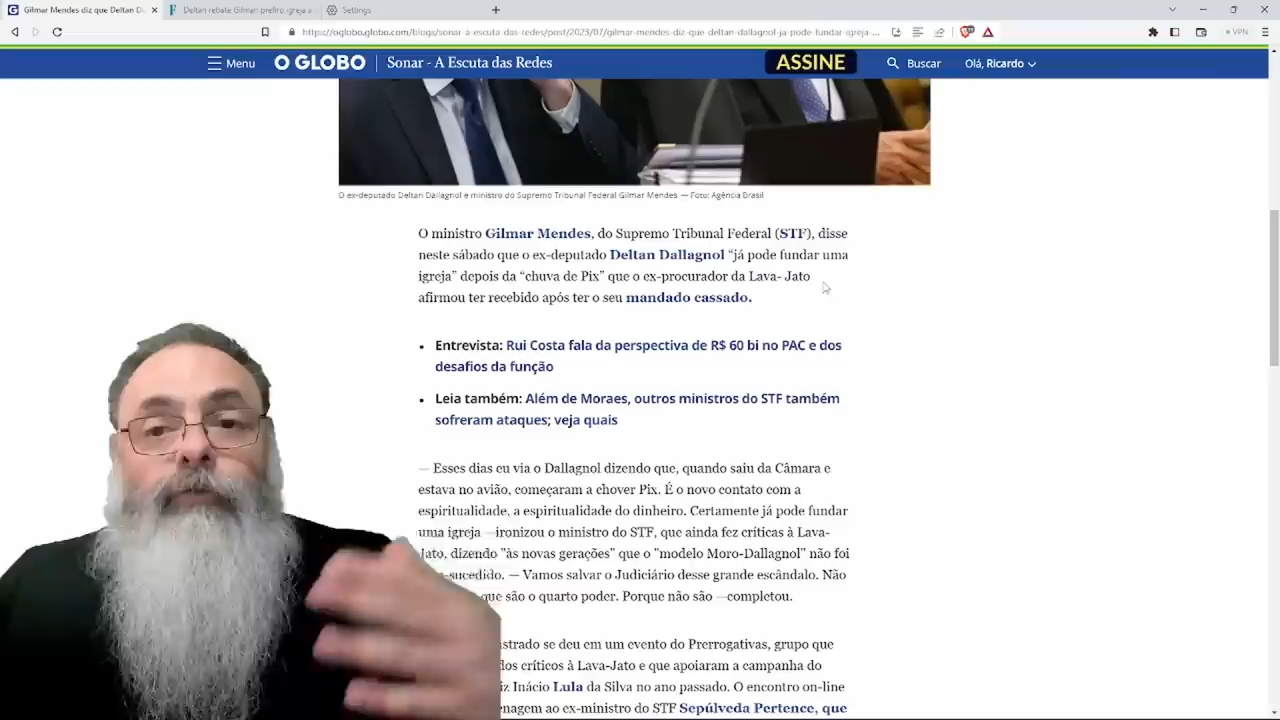 Gilmar Mendes diz que Deltan D
Deltan rebate Gilmar: prefiro igreja a
Settings
https://oglobo.globo.com/blogs/sonar-a-escuta-das-redes/post/2023/07/gilmar-mendes-diz-que-deltan-dallagnol-ja-pode-fundar-igreja-...
VPN
Menu
O GLOBO
Sonar - A Escuta das Redes
ASSINE
Buscar
Olá, Ricardo
O ex-deputado Deltan Dallagnol e ministro do Supremo Tribunal Federal Gilmar Mendes — Foto: Agência Brasil
O ministro Gilmar Mendes, do Supremo Tribunal Federal (STF), disse
neste sábado que o ex-deputado Deltan Dallagnol “já pode fundar uma
igreja” depois da “chuva de Pix” que o ex-procurador da Lava- Jato
afirmou ter recebido após ter o seu mandado cassado.
• Entrevista: Rui Costa fala da perspectiva de R$ 60 bi no PAC e dos
desafios da função
• Leia também: Além de Moraes, outros ministros do STF também
sofreram ataques; veja quais
— Esses dias eu via o Dallagnol dizendo que, quando saiu da Câmara e
estava no avião, começaram a chover Pix. É o novo contato com a
espiritualidade, a espiritualidade do dinheiro. Certamente já pode fundar
uma igreja —ironizou o ministro do STF, que ainda fez críticas à Lava-
Jato, dizendo "às novas gerações" que o "modelo Moro-Dallagnol" não foi
sucedido. — Vamos salvar o Judiciário desse grande escândalo. Não
que são o quarto poder. Porque não são —completou.
strado se deu em um evento do Prerrogativas, grupo que
los críticos à Lava-Jato e que apoiaram a campanha do
iz Inácio Lula da Silva no ano passado. O encontro on-line
nagem ao ex-ministro do STF Sepúlveda Pertence, que